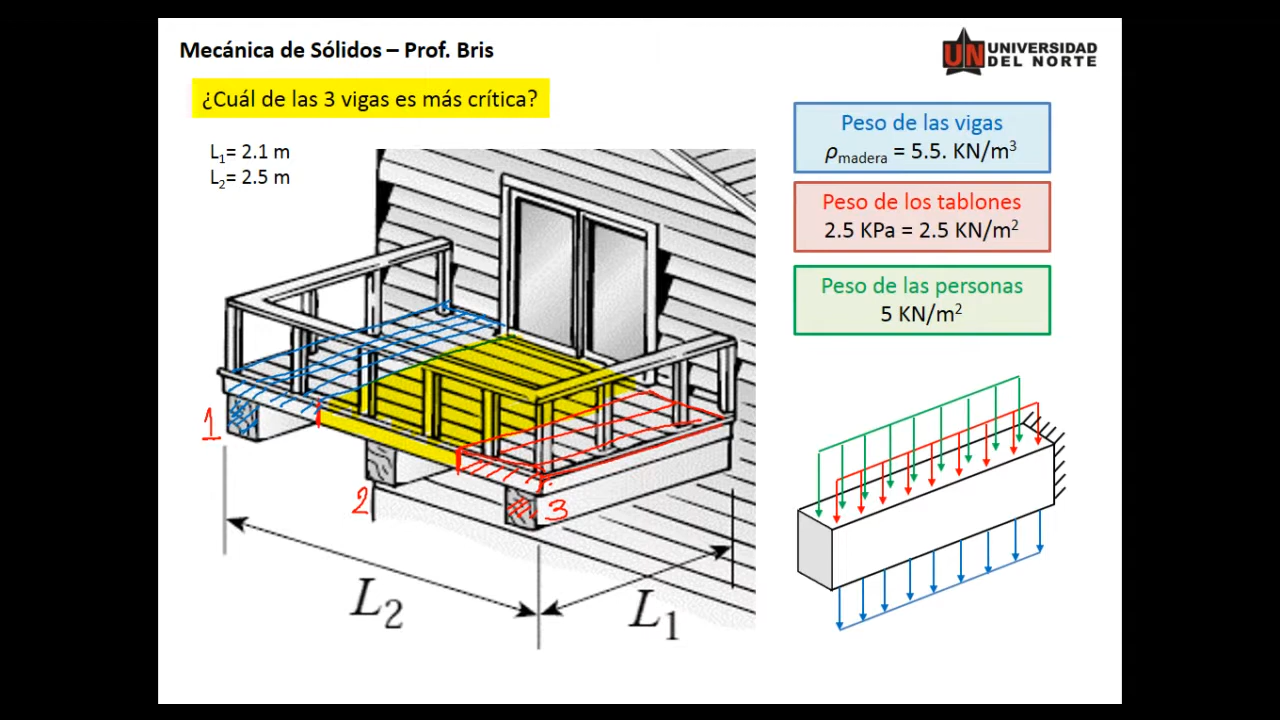 Mecánica de Sólidos – Prof. Bris
UNIVERSIDAD
DEL NORTE
UN
¿Cuál de las 3 vigas es más crítica?
L₁= 2.1 m
L₂= 2.5 m
Peso de las vigas
ρmadera = 5.5. KN/m³
Peso de los tablones
2.5 KPa = 2.5 KN/m²
Peso de las personas
5 KN/m²
1
2
3
L₂
L₁